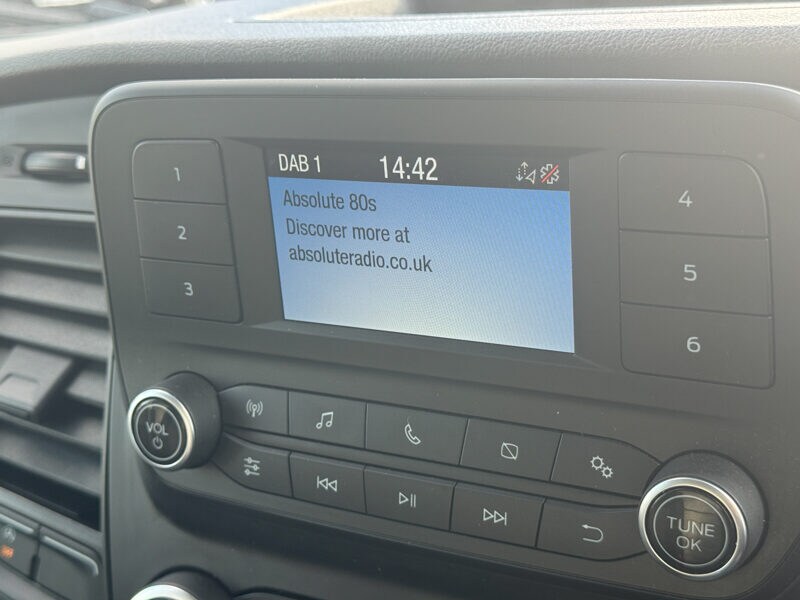 DAB 1 14:42
Absolute 80s
Discover more at
absoluteradio.co.uk
1
2
3
4
5
6
VOL
TUNE
OK